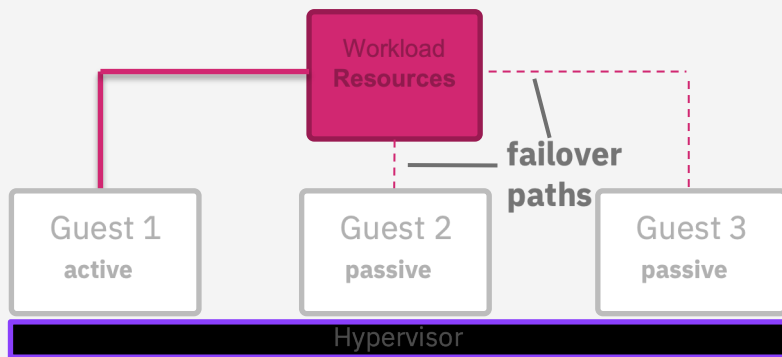 Workload
Resources
failover
paths
Guest 1
active
Guest 2
passive
Guest 3
passive
Hypervisor